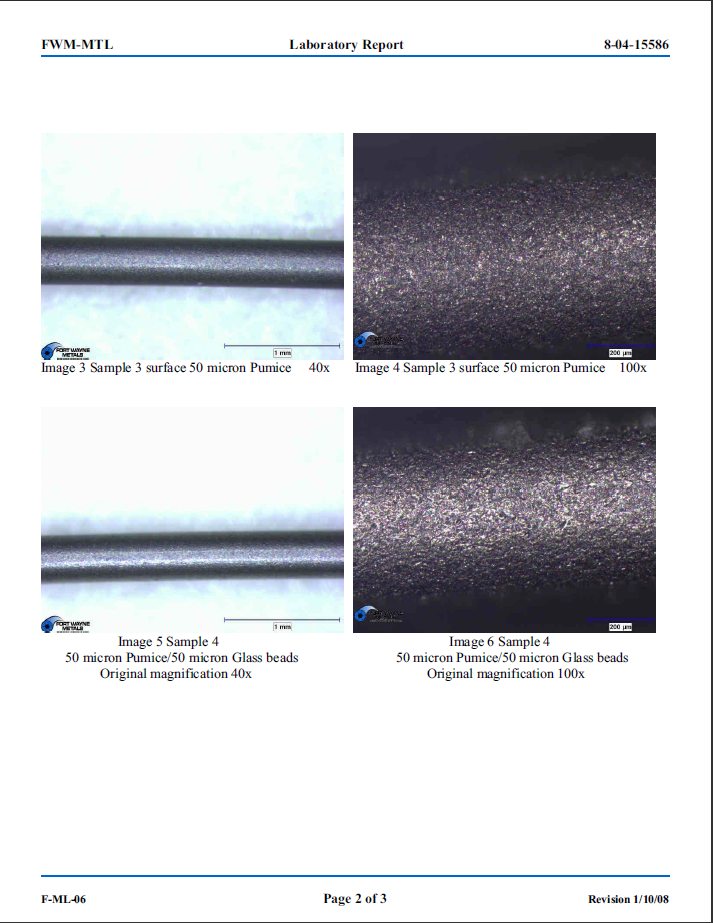 FWM-MTL Laboratory Report 8-04-15586
1 mm
FORT WAYNE
METALS
200 µm
FORT WAYNE
METALS
Image 3 Sample 3 surface 50 micron Pumice 40x
Image 4 Sample 3 surface 50 micron Pumice 100x
1 mm
FORT WAYNE
METALS
200 µm
Image 5 Sample 4
50 micron Pumice/50 micron Glass beads
Original magnification 40x
Image 6 Sample 4
50 micron Pumice/50 micron Glass beads
Original magnification 100x
F-ML-06 Page 2 of 3 Revision 1/10/08